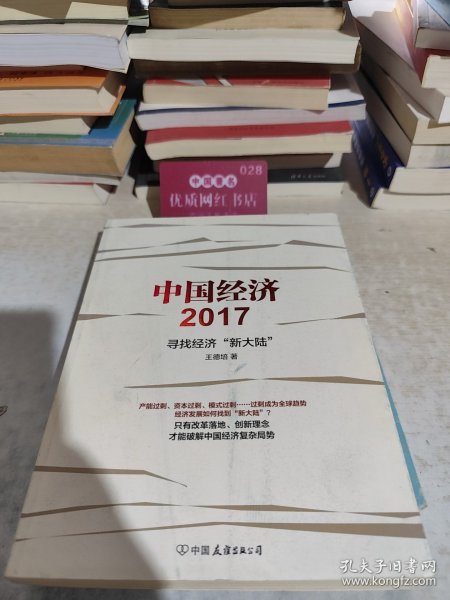 028
中国著名
优质网红书店
中国经济
2017
寻找经济“新大陆”
王德培 著
产能过剩、资本过剩、模式过剩……过剩成为全球趋势
经济发展如何找到“新大陆”？
只有改革落地、创新理念
才能破解中国经济复杂局势
中国友谊出版公司
孔夫子旧书网
www.kongfz.com